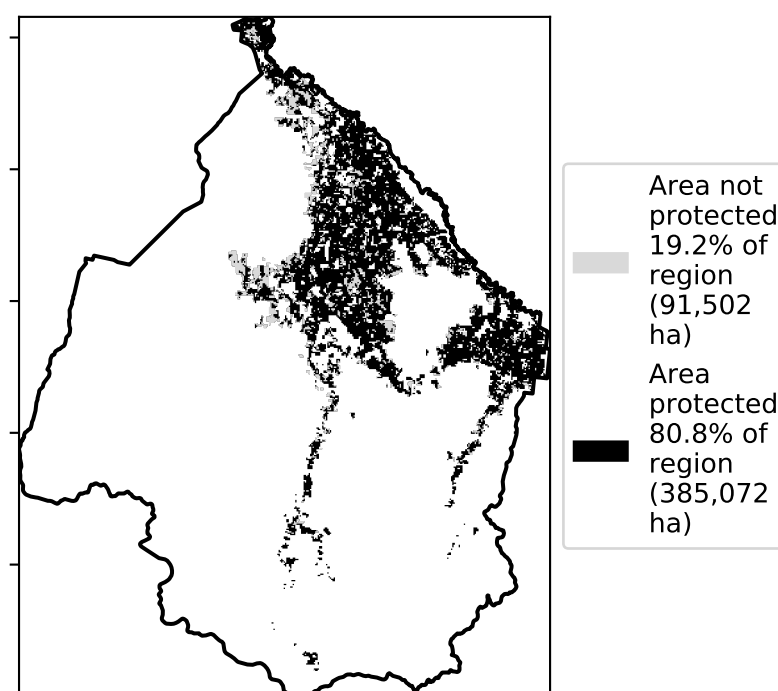 Area not
protected
19.2% of
region
(91,502
ha)
Area
protected
80.8% of
region
(385,072
ha)